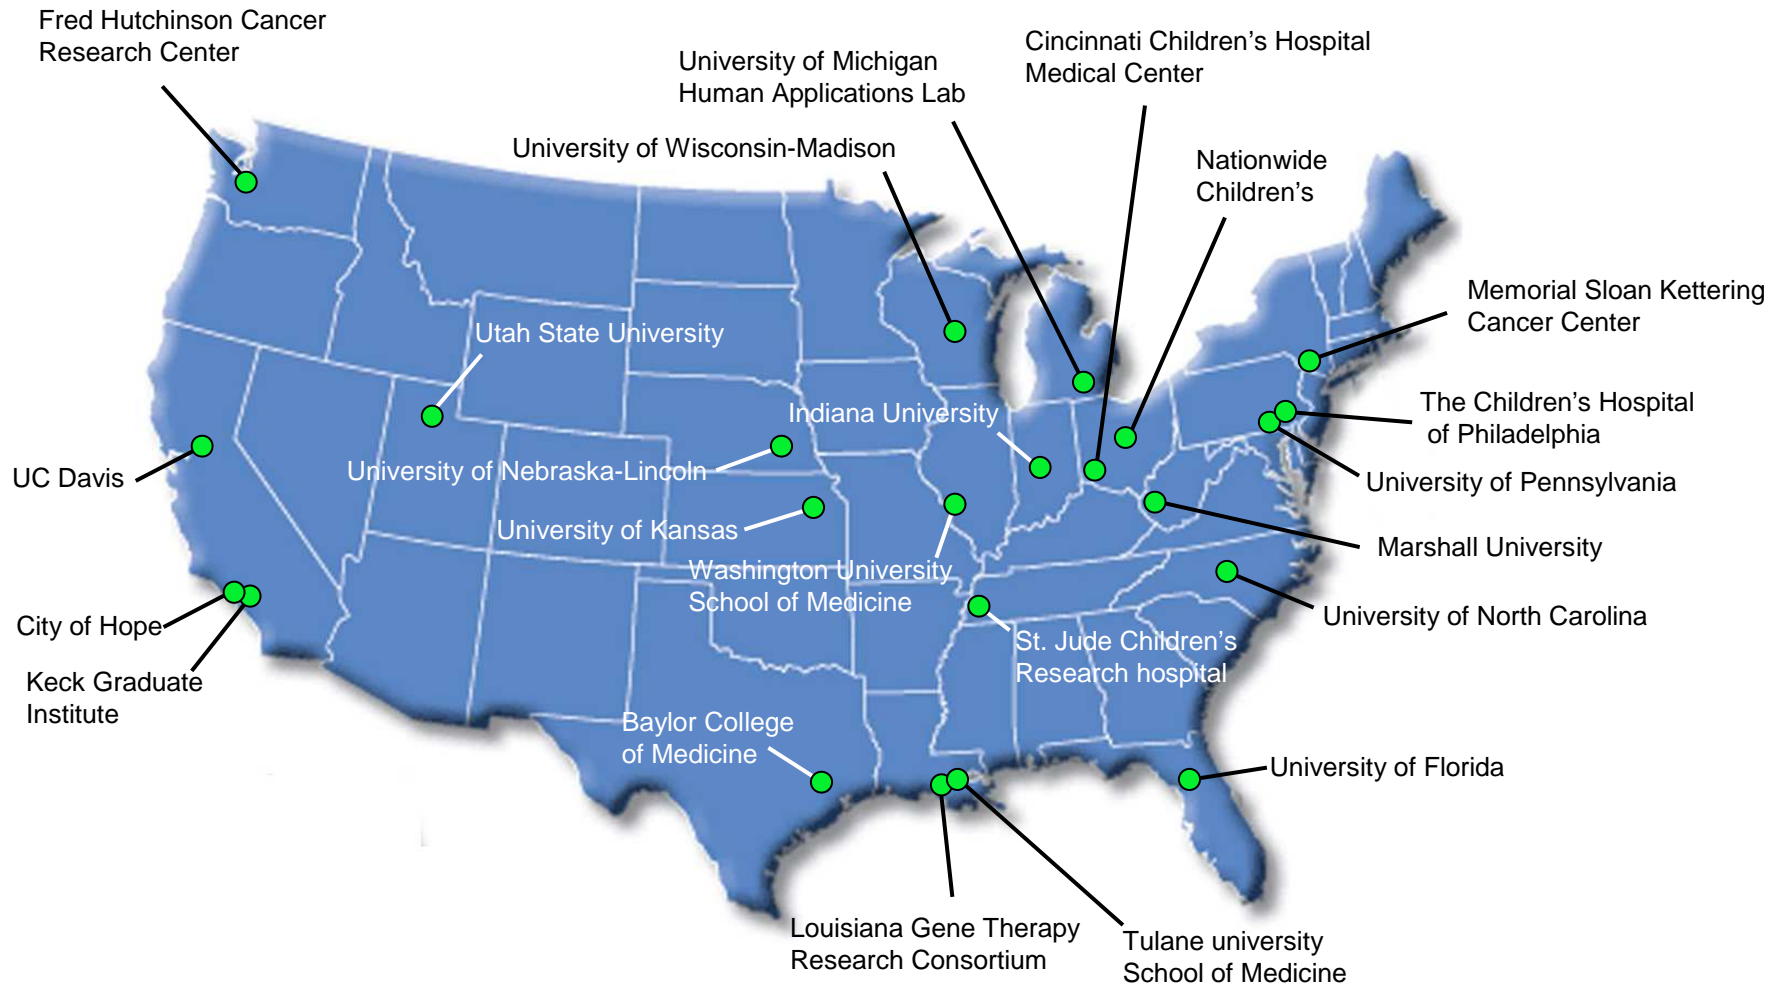 Fred Hutchinson Cancer
Research Center
Cincinnati Children’s Hospital
Medical Center
University of Michigan
Human Applications Lab
University of Wisconsin-Madison
Nationwide
Children’s
Memorial Sloan Kettering
Cancer Center
Utah State University
Indiana University
The Children’s Hospital
of Philadelphia
University of Nebraska-Lincoln
UC Davis
University of Pennsylvania
University of Kansas
Marshall University
Washington University
School of Medicine
City of Hope
University of North Carolina
St. Jude Children’s
Research hospital
Keck Graduate
Institute
Baylor College
of Medicine
University of Florida
Louisiana Gene Therapy
Research Consortium
Tulane university
School of Medicine